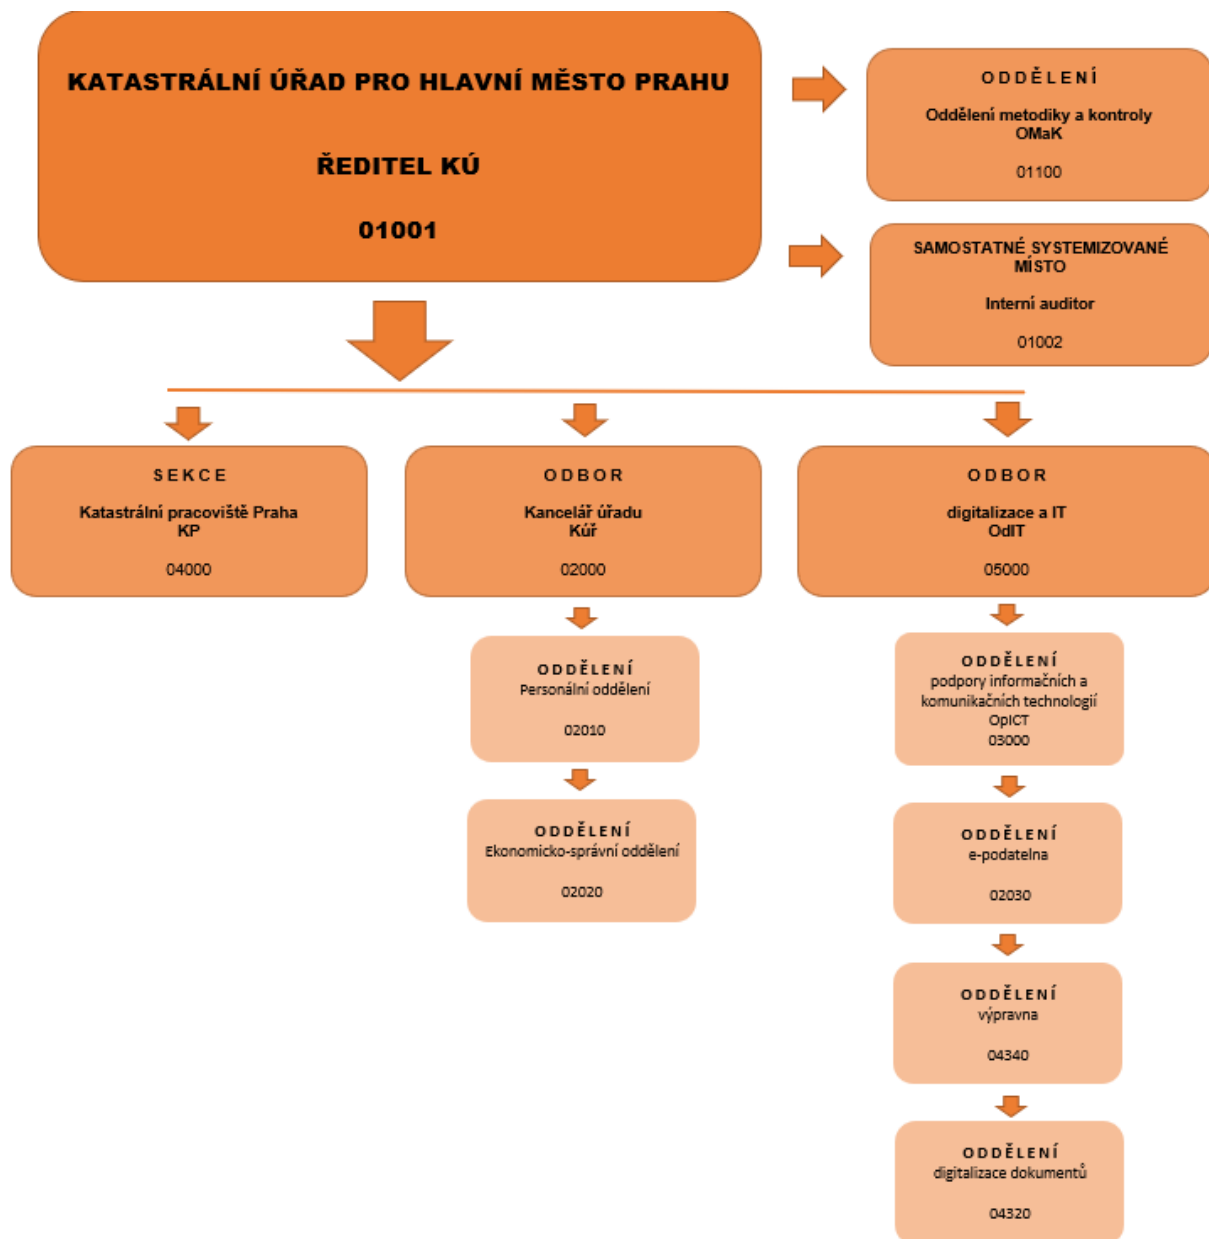 KATASTRÁLNÍ ÚŘAD PRO HLAVNÍ MĚSTO PRAHU
ŘEDITEL KÚ
01001
ODDĚLENÍ
Oddělení metodiky a kontroly
OMaK
01100
SAMOSTATNÉ SYSTEMIZOVANÉ
MÍSTO
Interní auditor
01002
SEKCE
Katastrální pracoviště Praha
KP
04000
ODBOR
Kancelář úřadu
Kúř
02000
ODBOR
digitalizace a IT
OdIT
05000
ODDĚLENÍ
Personální oddělení
02010
ODDĚLENÍ
Ekonomicko-správní oddělení
02020
ODDĚLENÍ
podpory informačních a
komunikačních technologií
OpICT
03000
ODDĚLENÍ
e-podatelna
02030
ODDĚLENÍ
výpravna
04340
ODDĚLENÍ
digitalizace dokumentů
04320